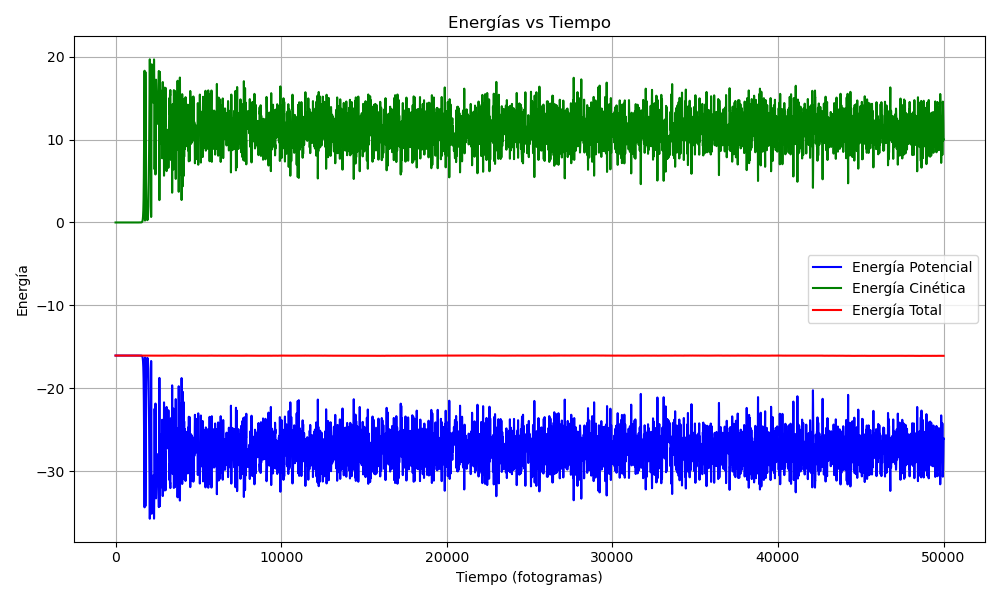 Energías vs Tiempo
20
10
0
−10
−20
−30
Energía
Energía Potencial
Energía Cinética
Energía Total
0 10000 20000 30000 40000 50000
Tiempo (fotogramas)